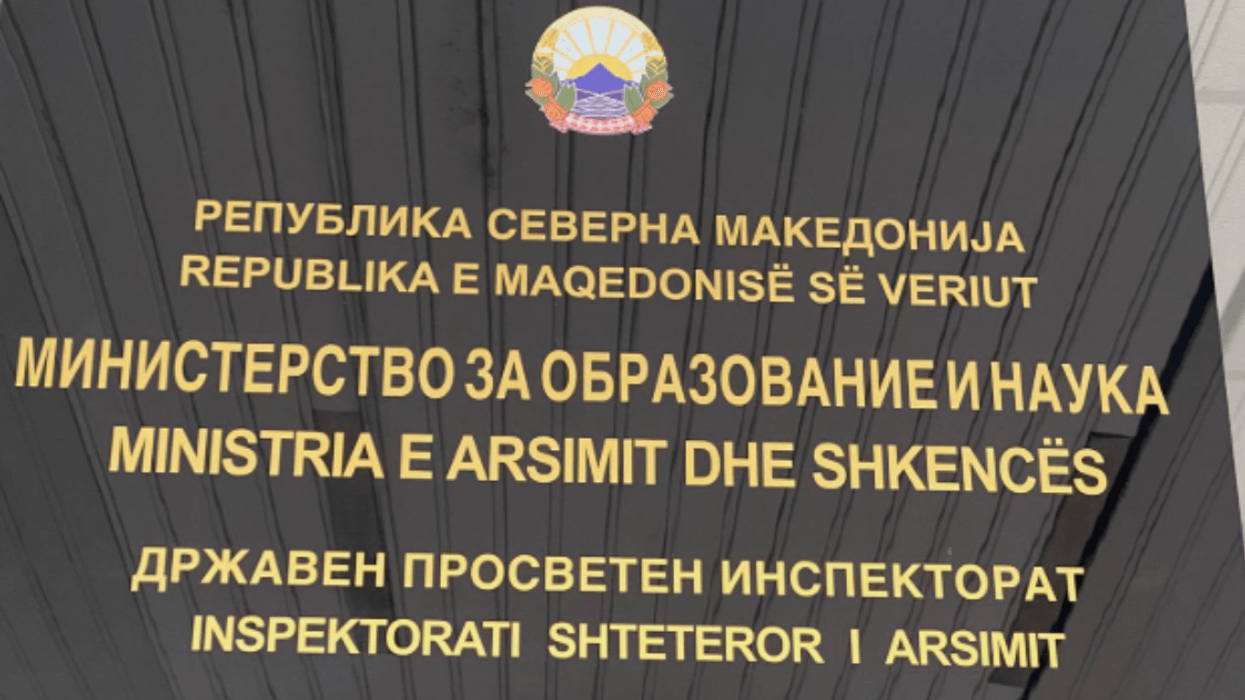 РЕПУБЛИКА СЕВЕРНА МАКЕДОНИЈА
REPUBLIKA E MAQEDONISË SË VERIUT
МИНИСТЕРСТВО ЗА ОБРАЗОВАНИЕ И НАУКА
MINISTRIA E ARSIMIT DHE SHKENCËS
ДРЖАВЕН ПРОСВЕТЕН ИНСПЕКТОРАТ
INSPEKTORATI SHTETEROR I ARSIMIT